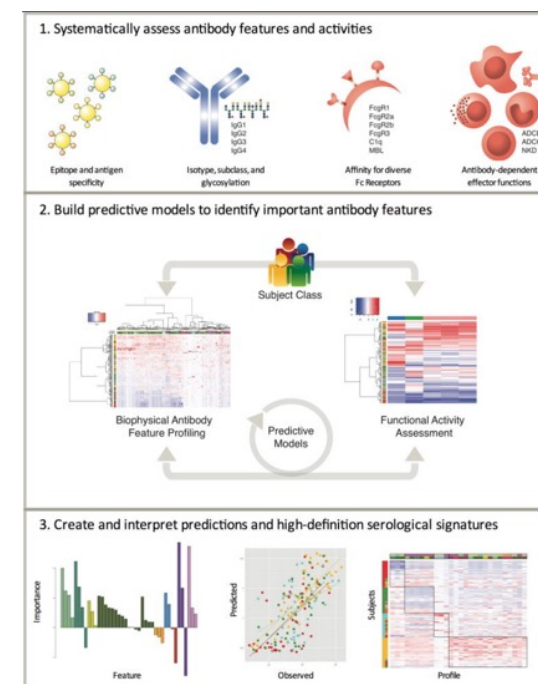 1. Systematically assess antibody features and activities
IgG1
IgG2
IgG3
IgG4
FcgR1
FcgR2a
FcgR2b
FcgR3
C1q
MBL
NKD
Epitope and antigen
specificity
Isotype, subclass, and
glycosylation
Affinity for diverse
Fc Receptors
Antibody-dependent
effector functions
2. Build predictive models to identify important antibody features
Subject Class
Biophysical Antibody
Feature Profiling
Predictive
Models
Functional Activity
Assessment
3. Create and interpret predictions and high-definition serological signatures
Importance
Feature
Predicted
Observed
Subjects
Profile